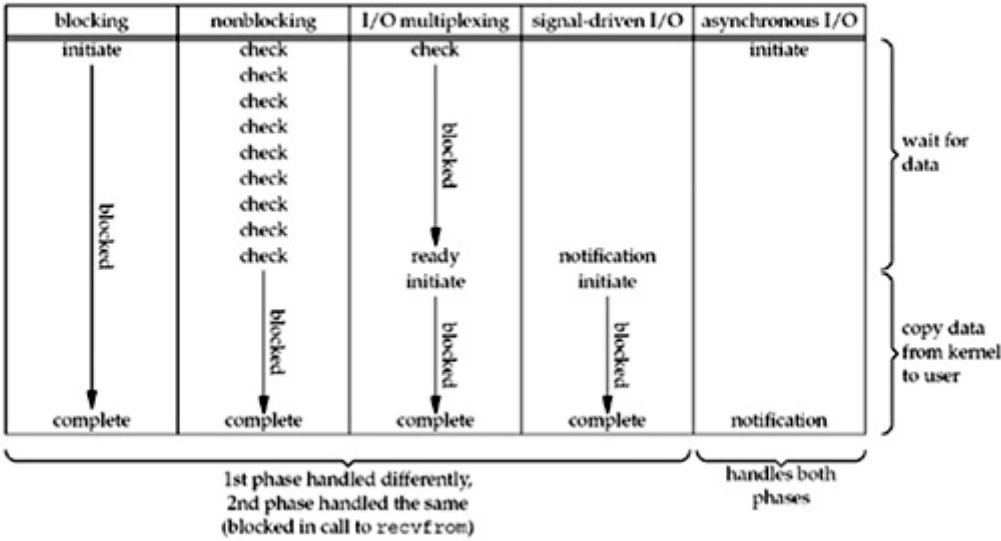 blocking nonblocking I/O multiplexing signal-driven I/O asynchronous I/O
initiate check check initiate
check
check
check
check
check
check
check
check ready notification
initiate initiate
blocked
blocked
blocked
blocked
blocked
complete complete complete complete notification
wait for
data
copy data
from kernel
to user
1st phase handled differently,
2nd phase handled the same
(blocked in call to recvfrom)
handles both
phases